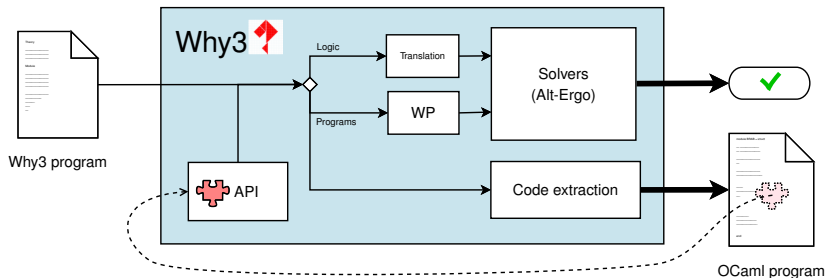 Why3
Logic
Translation
Solvers
(Alt-Ergo)
Programs
WP
Why3 program
API
Code extraction
OCaml program